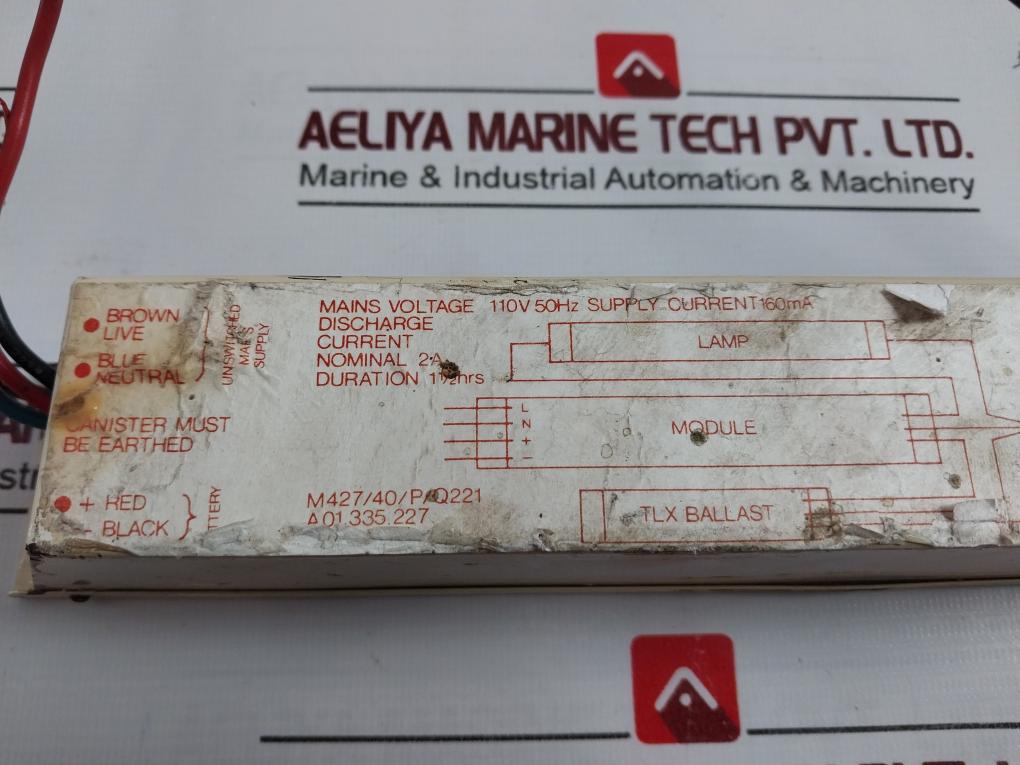 AELIYA MARINE TECH PVT. LTD.
Marine & Industrial Automation & Machinery
BROWN
LIVE
BLUE
NEUTRAL
UNSWITCHED
SUPPLY
CANISTER MUST
BE EARTHED
+ RED
- BLACK
MAINS VOLTAGE 110V 50Hz SUPPLY CURRENT 160mA
DISCHARGE
CURRENT
NOMINAL 2A
DURATION 1½hrs
M427/40/P/Q221
A01.335.227
LAMP
L
N
+
-
MODULE
TLX BALLAST